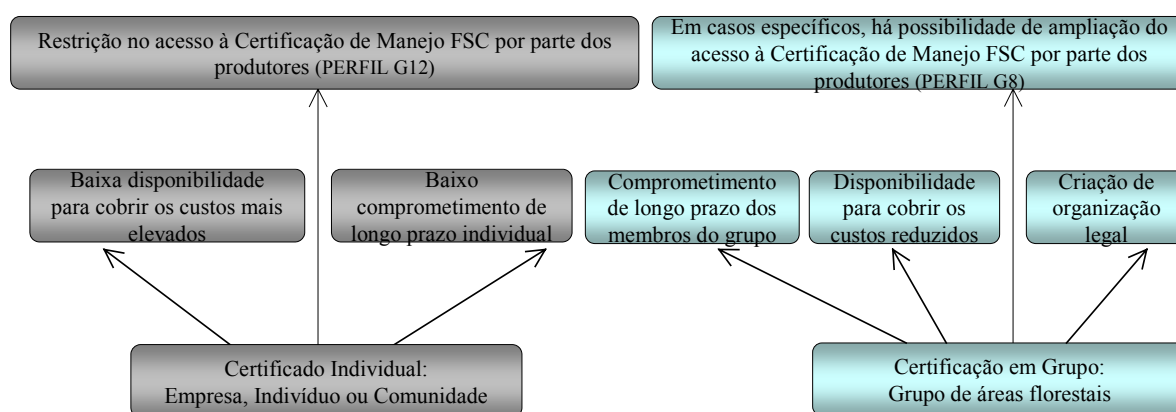 Restrição no acesso à Certificação de Manejo FSC por parte dos
produtores (PERFIL G12)
Em casos específicos, há possibilidade de ampliação do
acesso à Certificação de Manejo FSC por parte dos
produtores (PERFIL G8)
Baixa disponibilidade
para cobrir os custos mais
elevados
Baixo
comprometimento de
longo prazo individual
Comprometimento
de longo prazo dos
membros do grupo
Disponibilidade
para cobrir os
custos reduzidos
Criação de
organização
legal
Certificado Individual:
Empresa, Indivíduo ou Comunidade
Certificação em Grupo:
Grupo de áreas florestais